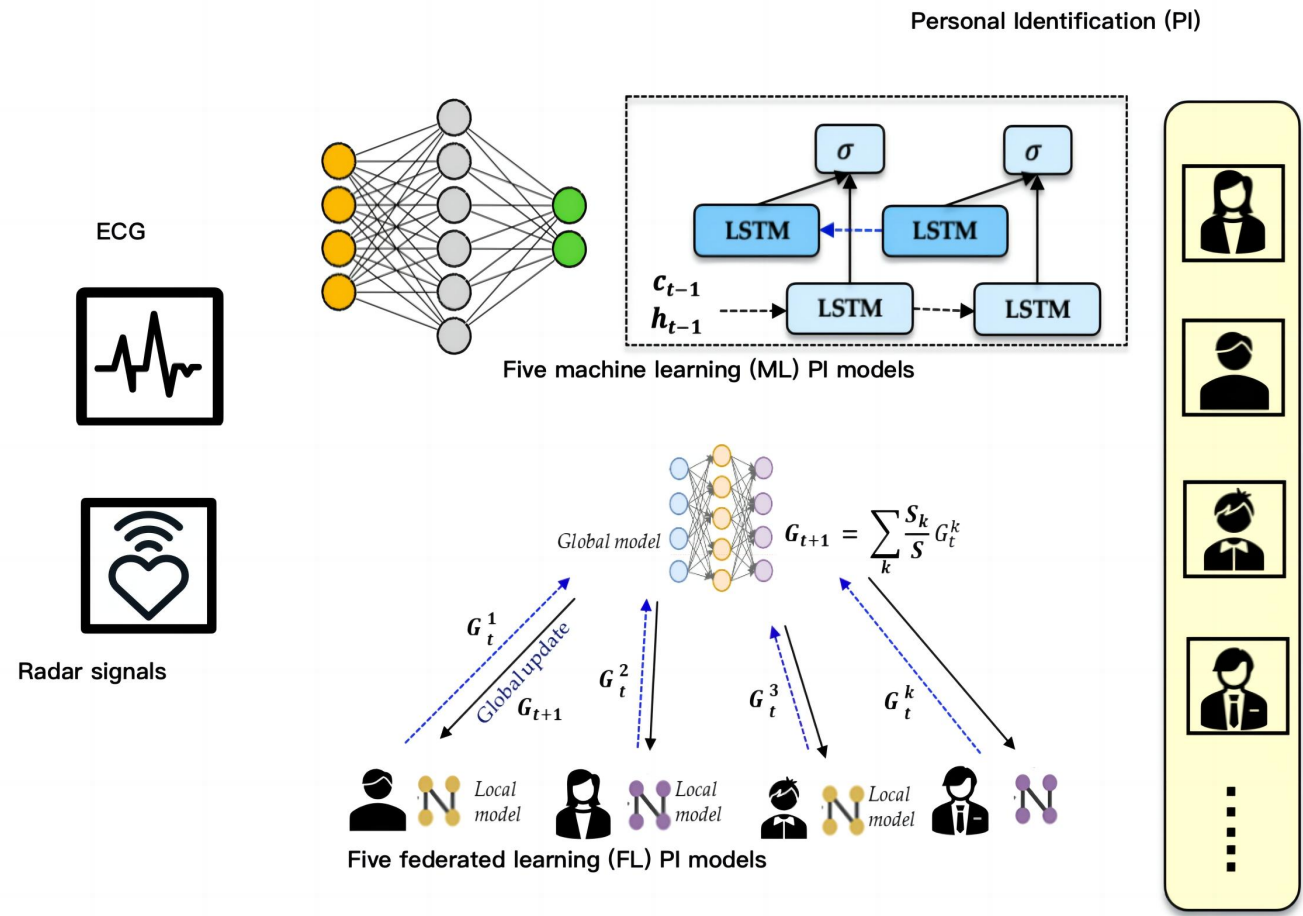 Personal Identification (PI)
ECG
Radar signals
σ
σ
LSTM
LSTM
c_{t-1}
h_{t-1}
LSTM
LSTM
Five machine learning (ML) PI models
Global model
G_{t+1} = ∑_k S_k/S G_t^k
G_t^1
Global update
G_{t+1}
G_t^2
G_t^3
G_t^k
Local
model
Local
model
Local
model
Five federated learning (FL) PI models